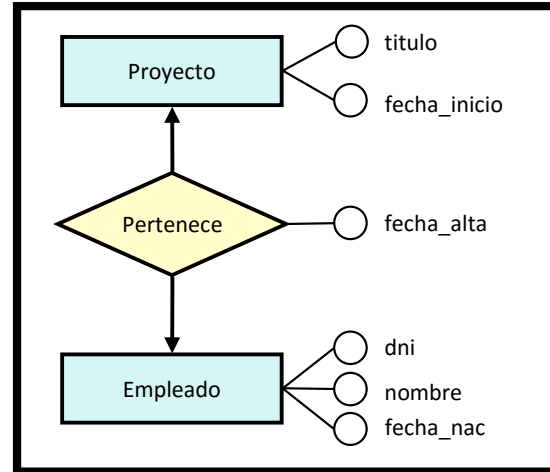 Proyecto
titulo
fecha_inicio
Pertenece
fecha_alta
Empleado
dni
nombre
fecha_nac